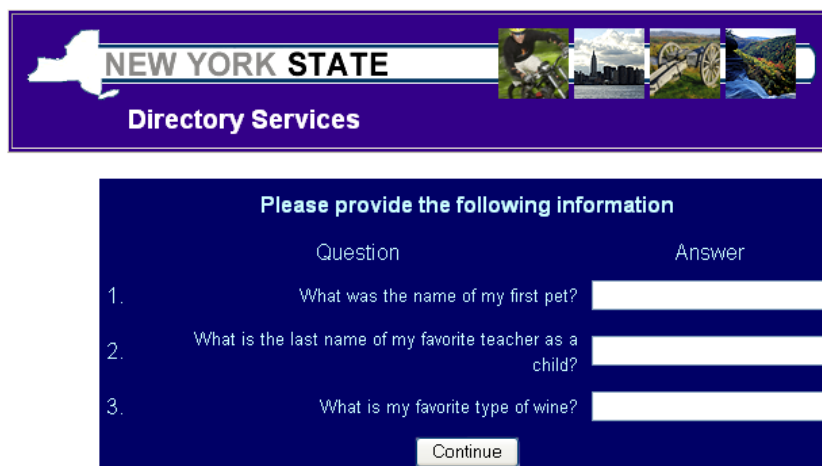 NEW YORK STATE
Directory Services
Please provide the following information
Question Answer
1. What was the name of my first pet?
2. What is the last name of my favorite teacher as a
child?
3. What is my favorite type of wine?
Continue